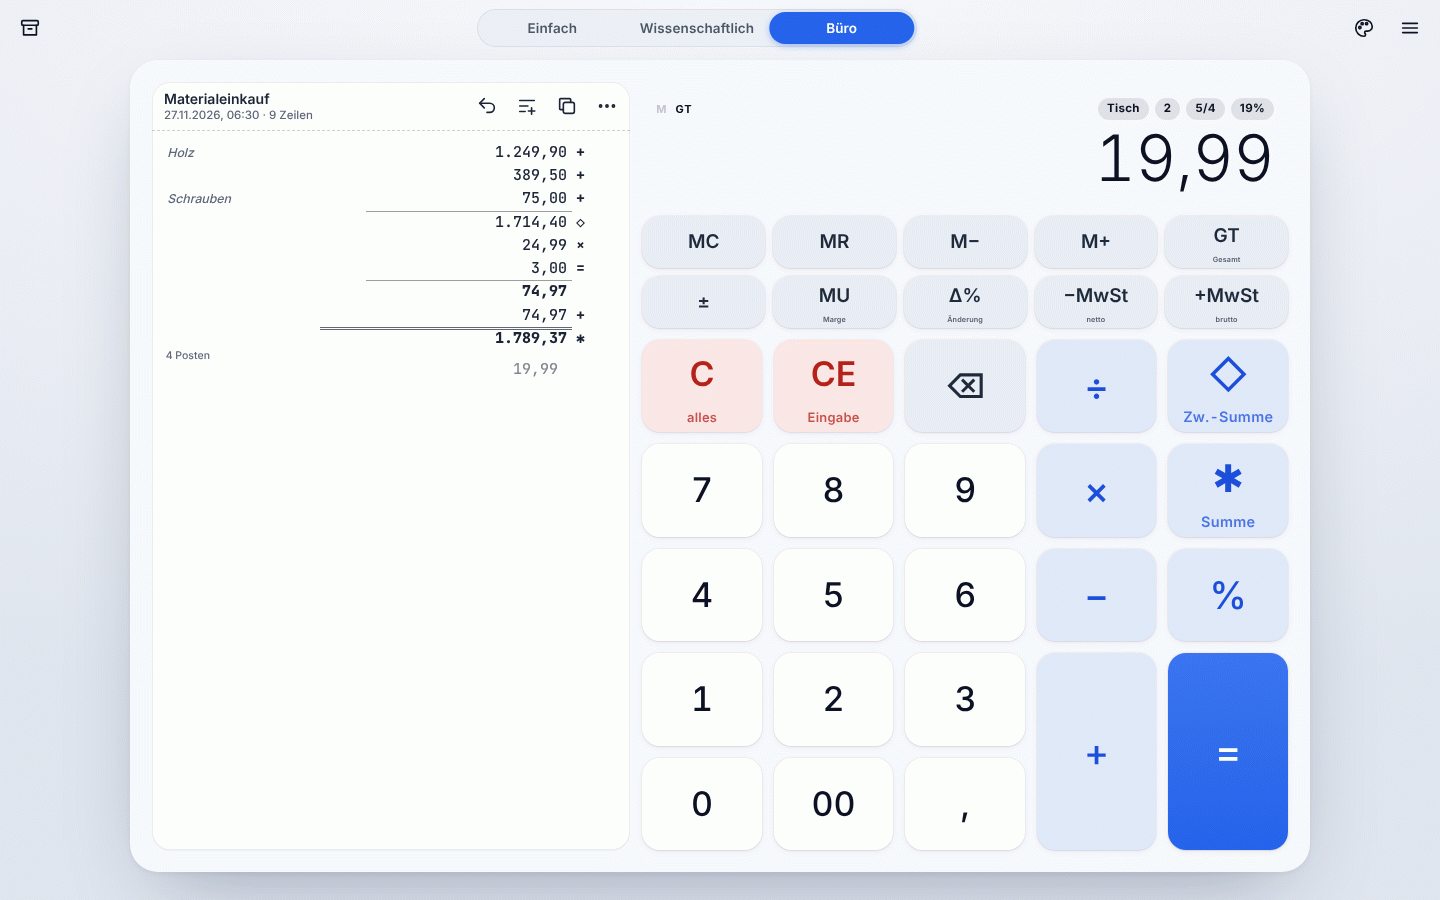 Einfach Wissenschaftlich Büro
Materialeinkauf
27.11.2026, 06:30 · 9 Zeilen
Holz 1.249,90 +
389,50 +
Schrauben 75,00 +
1.714,40 ◇
24,99 ×
3,00 =
74,97
74,97 +
1.789,37 ∗
4 Posten
19,99
M GT
Tisch 2 5/4 19%
19,99
MC MR M− M+ GT
Gesamt
± MU Δ% −MwSt +MwSt
Marge Änderung netto brutto
C CE ÷ ◇
alles Eingabe Zw.-Summe
7 8 9 × ✱
Summe
4 5 6 − %
1 2 3 + =
0 00 ,